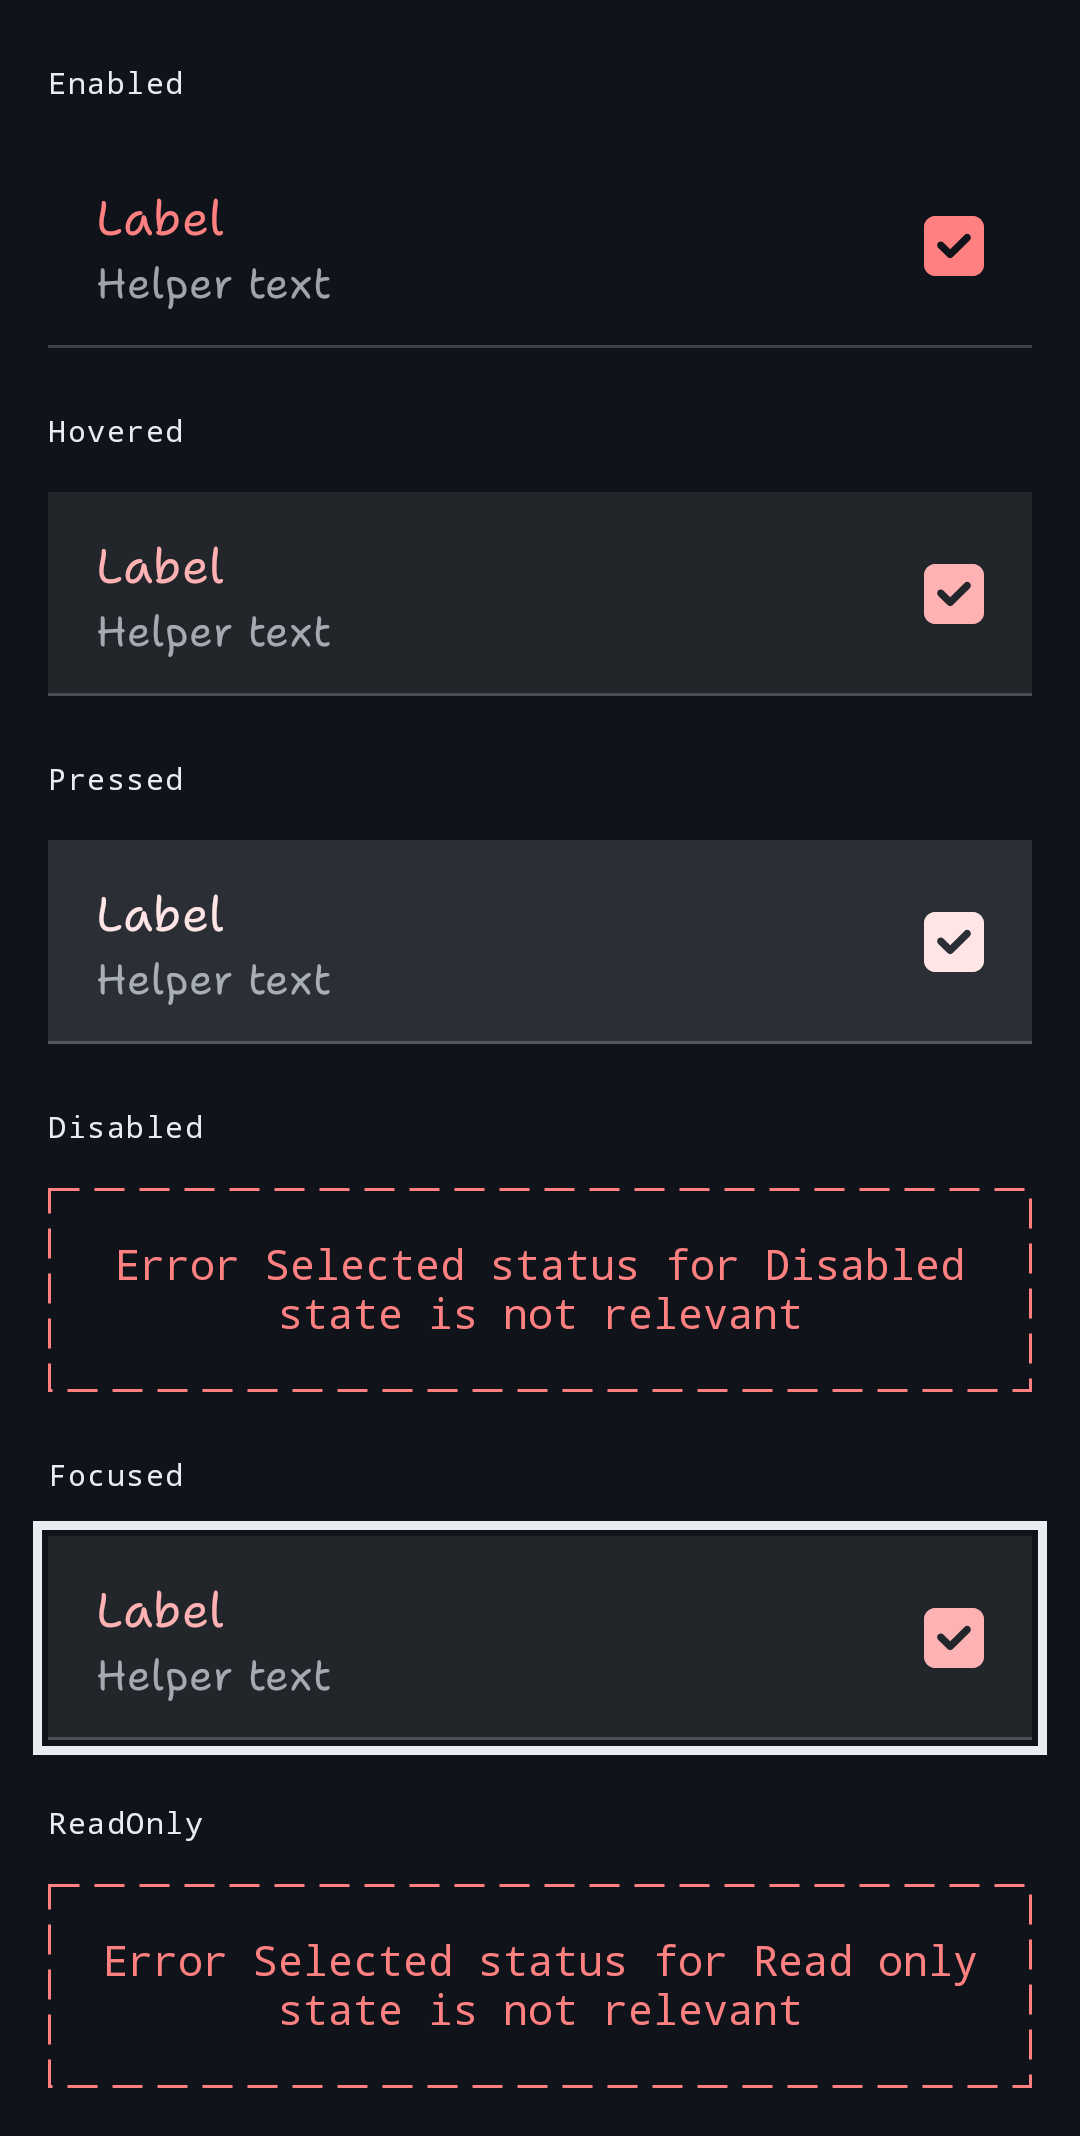 Enabled
Label
Helper text
Hovered
Label
Helper text
Pressed
Label
Helper text
Disabled
Error Selected status for Disabled
state is not relevant
Focused
Label
Helper text
ReadOnly
Error Selected status for Read only
state is not relevant